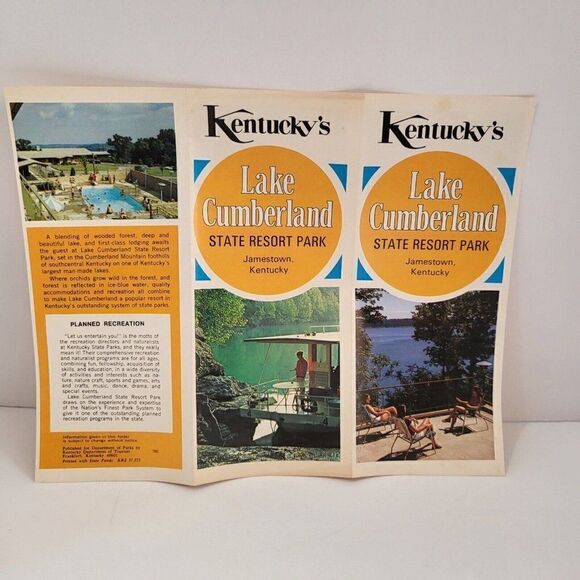 A blending of wooded forest, deep and
beautiful lake, and first-class lodging awaits
the guest at Lake Cumberland State Resort
Park, set in the Cumberland Mountain foothills
of southcentral Kentucky on one of Kentucky's
largest man-made lakes.
Where orchids grow wild in the forest, and
forest is reflected in ice-blue water, quality
accommodations and recreation all combine
to make Lake Cumberland a popular resort in
Kentucky's outstanding system of state parks.
PLANNED RECREATION
"Let us entertain you!" is the motto of
the recreation directors and naturalists
at Kentucky State Parks, and they really
mean it! Their comprehensive recreation
and naturalist programs are for all ages,
combining fun, fellowship, acquisition of
skills, and education, in a wide diversity
of activities and interests such as na-
ture, nature craft, sports and games, arts
and crafts, music, dance, drama, and
special events.
Lake Cumberland State Resort Park
draws on the experience and expertise
of the Nation's Finest Park System to
give it one of the outstanding planned
recreation programs in the state.
Information given in this folder
is subject to change without notice.
Published for Department of Parks by
Kentucky Department of Tourism
Frankfort, Kentucky 40601
Printed with State Funds
Kentucky's
Lake
Cumberland
STATE RESORT PARK
Jamestown,
Kentucky
Kentucky's
Lake
Cumberland
STATE RESORT PARK
Jamestown,
Kentucky